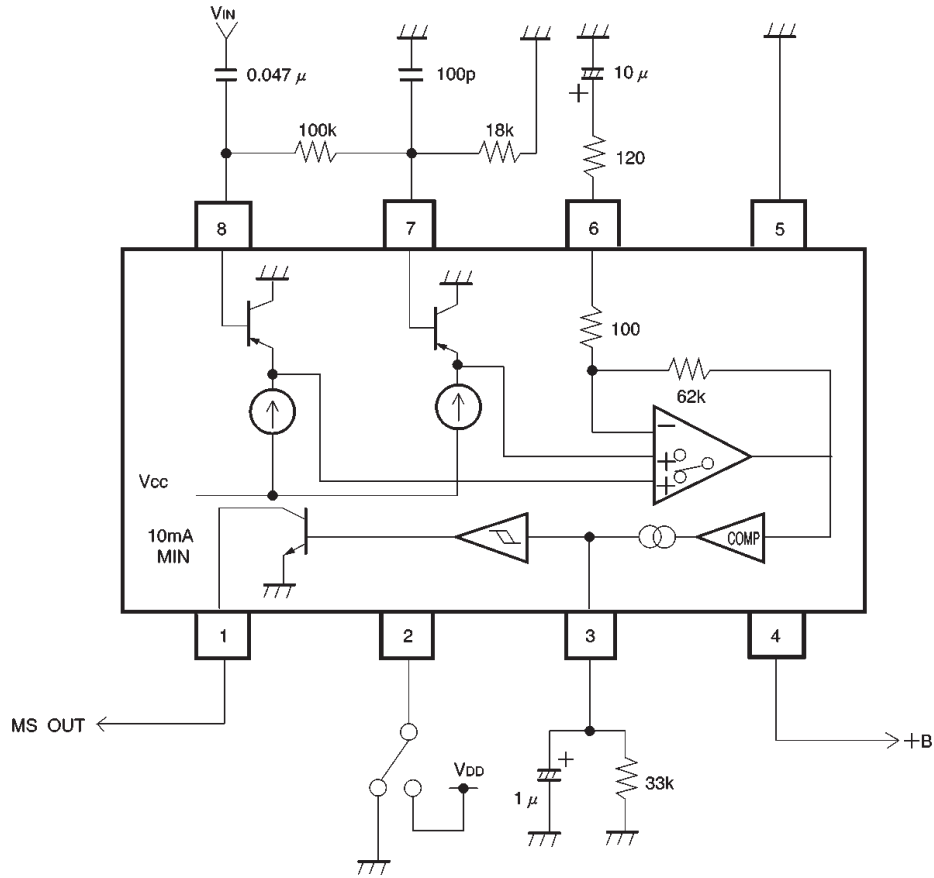 VIN
0.047 μ
100p
10 μ
+
100k
18k
120
8
7
6
5
100
62k
−
+
+
Vcc
10mA
MIN
COMP
1
2
3
4
MS OUT
+B
VDD
+
1 μ
33k